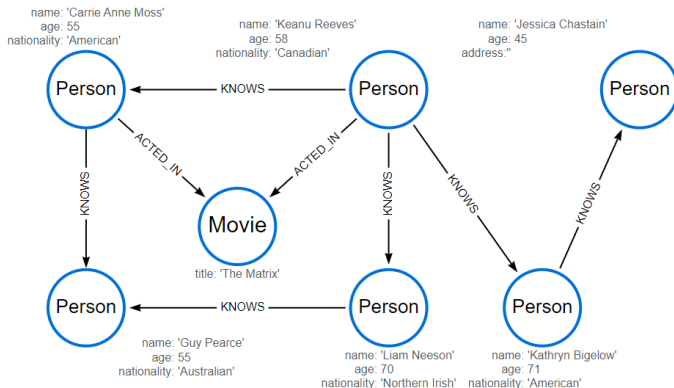 name: 'Carrie Anne Moss'
age: 55
nationality: 'American'
name: 'Keanu Reeves'
age: 58
nationality: 'Canadian'
name: 'Jessica Chastain'
age: 45
address:''
Person
KNOWS
Person
Person
ACTED_IN
ACTED_IN
KNOWS
KNOWS
KNOWS
KNOWS
Movie
title: 'The Matrix'
Person
KNOWS
Person
Person
name: 'Guy Pearce'
age: 55
nationality: 'Australian'
name: 'Liam Neeson'
age: 70
nationality: 'Northern Irish'
name: 'Kathryn Bigelow'
age: 71
nationality: 'American'